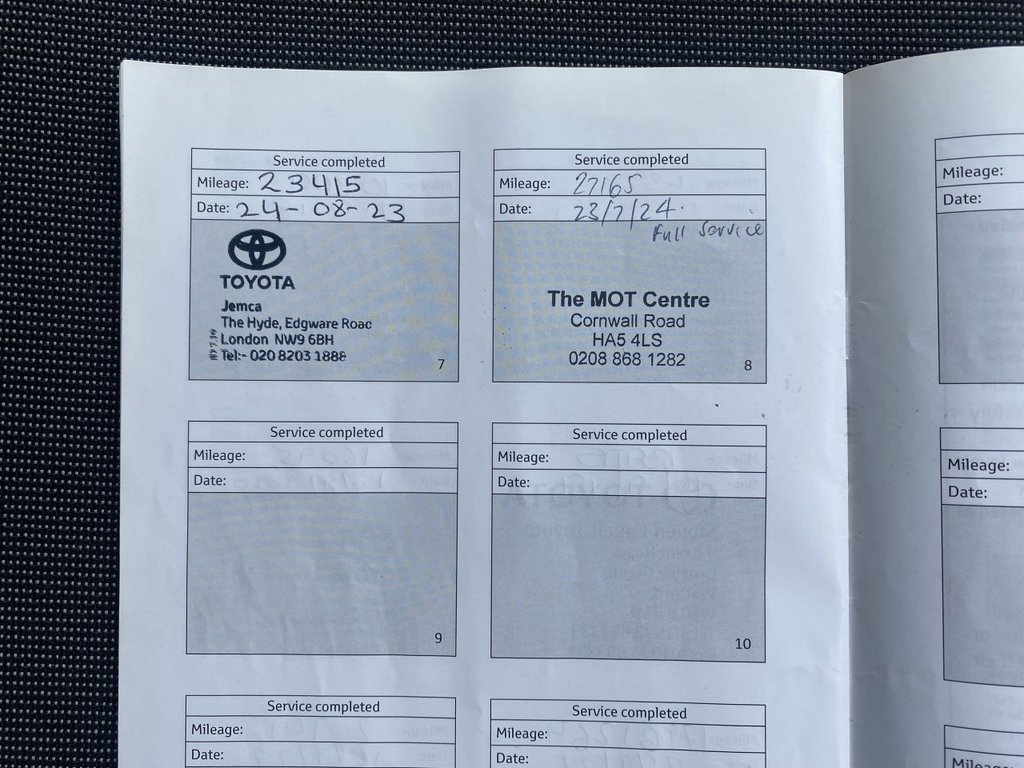 Service completed
Mileage: 23415
Date: 24-08-23
TOYOTA
Jemca
The Hyde, Edgware Road
London NW9 6BH
Tel:- 020 8203 1888
7
Service completed
Mileage: 27165
Date: 23/7/24.
Full Service
The MOT Centre
Cornwall Road
HA5 4LS
0208 868 1282
8
Service completed
Mileage:
Date:
9
Service completed
Mileage:
Date:
10
Service completed
Mileage:
Date:
Service completed
Mileage:
Date:
Mileage:
Date:
Mileage:
Date: